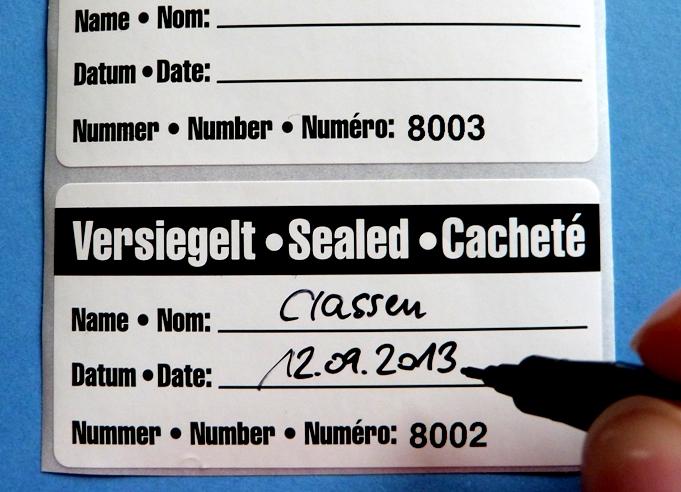 Name • Nom:
Datum • Date:
Nummer • Number • Numéro: 8003
Versiegelt • Sealed • Cacheté
Name • Nom: Classen
Datum • Date: 12.09.2013
Nummer • Number • Numéro: 8002